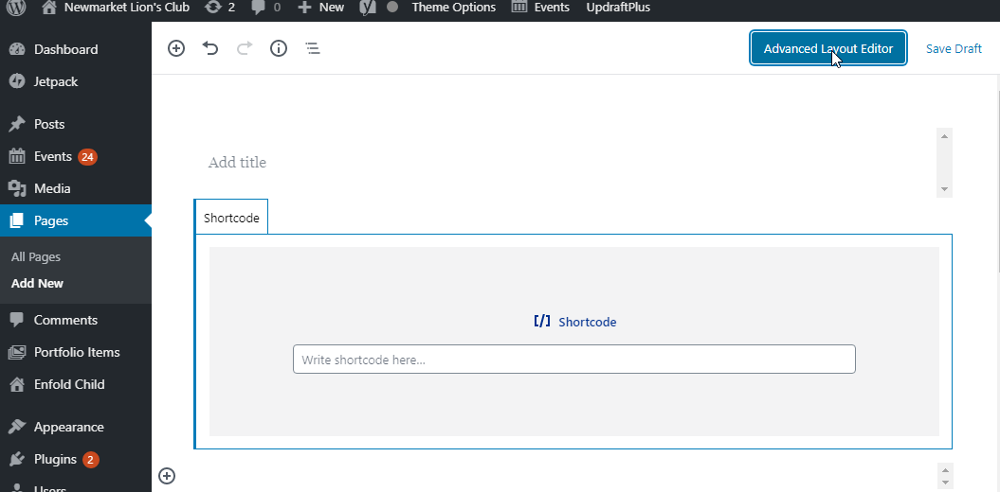 Newmarket Lion's Club 2 0 New Theme Options Events UpdraftPlus
Dashboard
Jetpack
Posts
Events 24
Media
Pages
All Pages
Add New
Comments
Portfolio Items
Enfold Child
Appearance
Plugins 2
Users
Advanced Layout Editor Save Draft
Add title
Shortcode
[/] Shortcode
Write shortcode here...